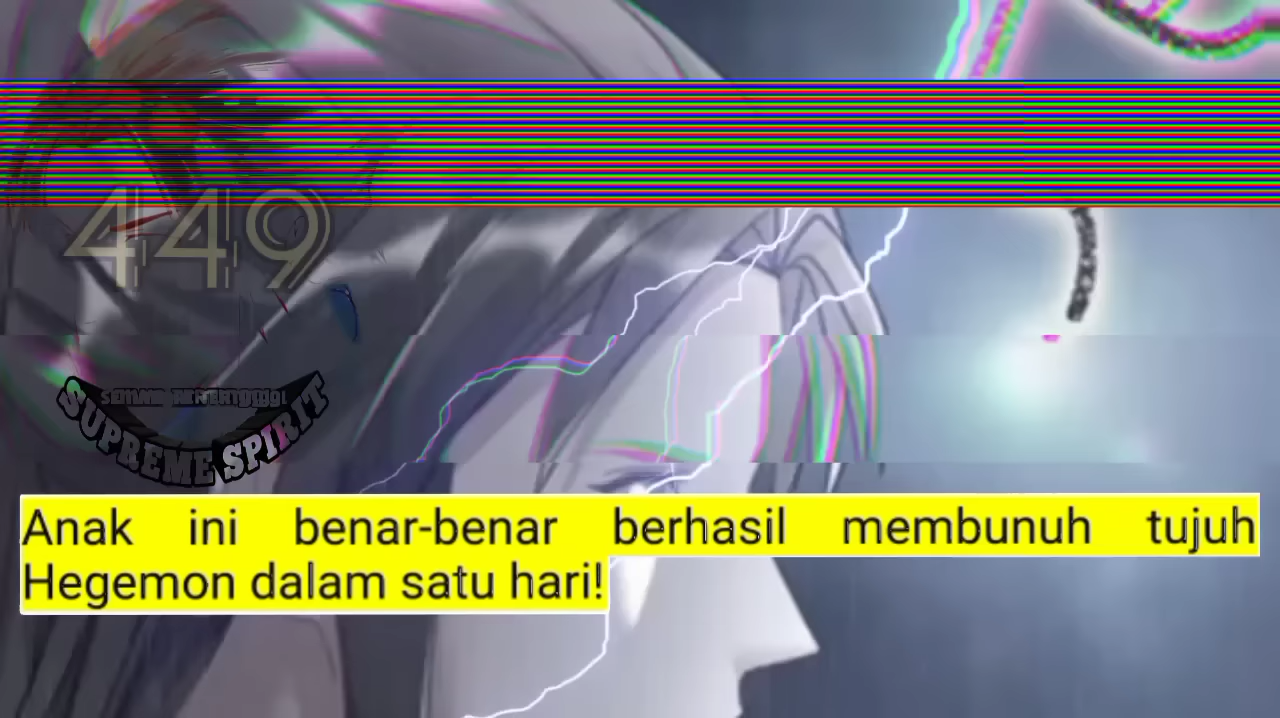 449
SUPREME SPIRIT
Anak ini benar-benar berhasil membunuh tujuh
Hegemon dalam satu hari!